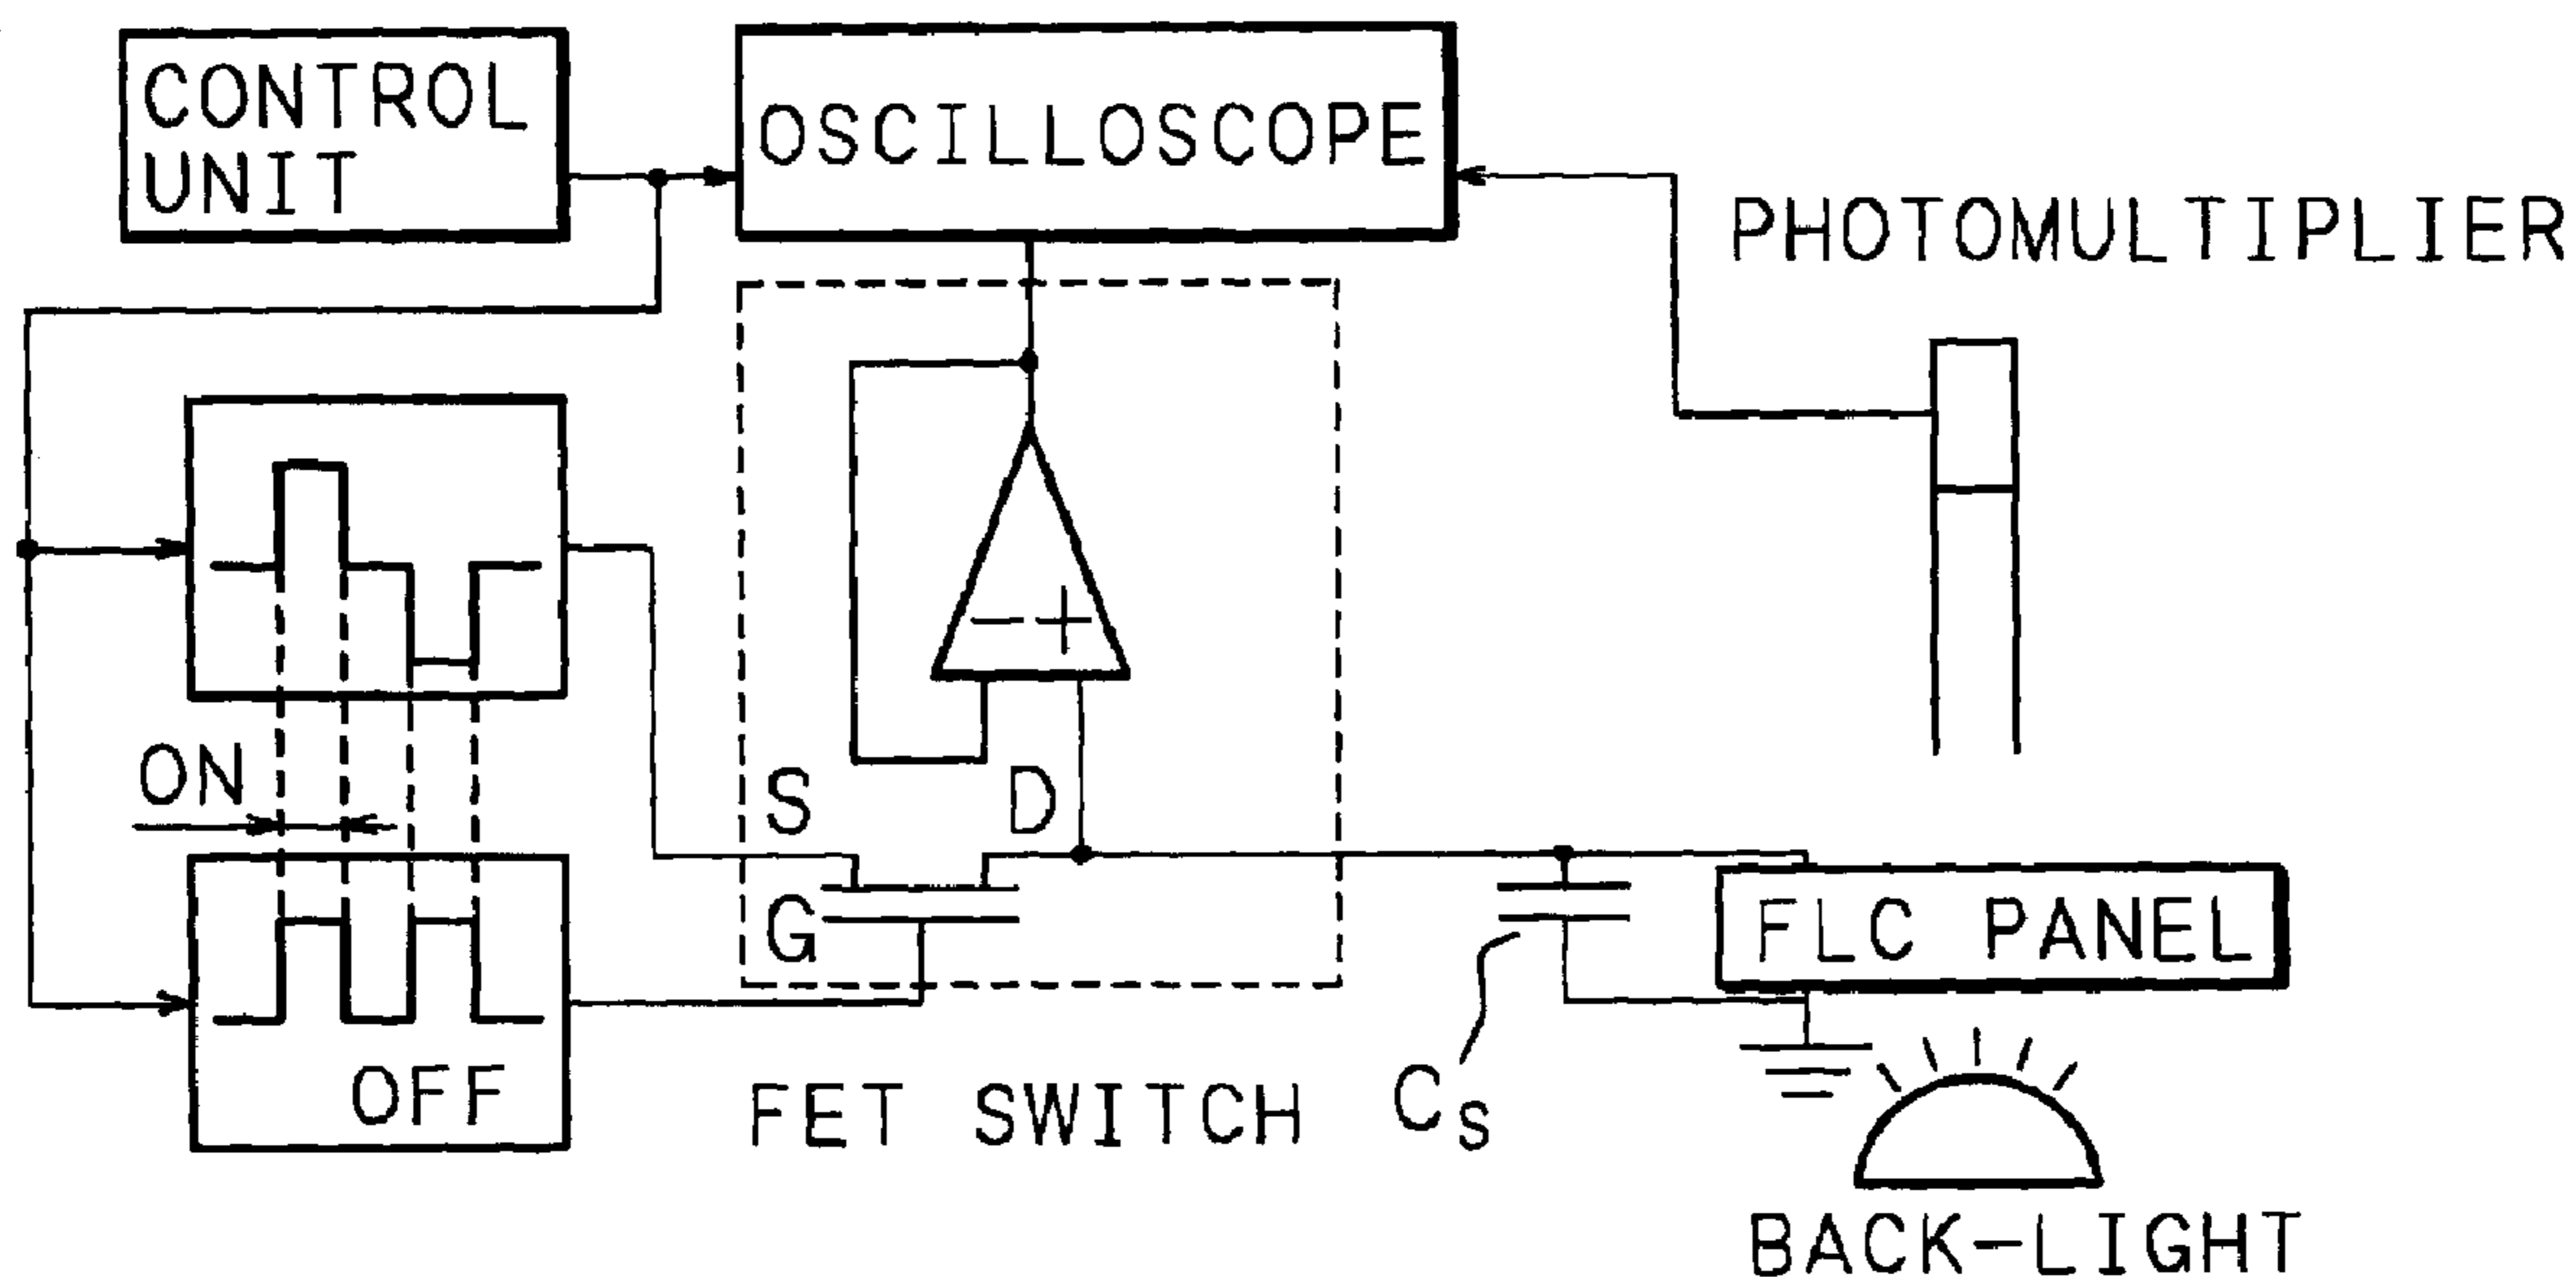 CONTROL
UNIT
OSCILLOSCOPE
PHOTOMULTIPLIER
- +
ON
S
D
G
FLC PANEL
OFF
FET SWITCH
CS
BACK-LIGHT